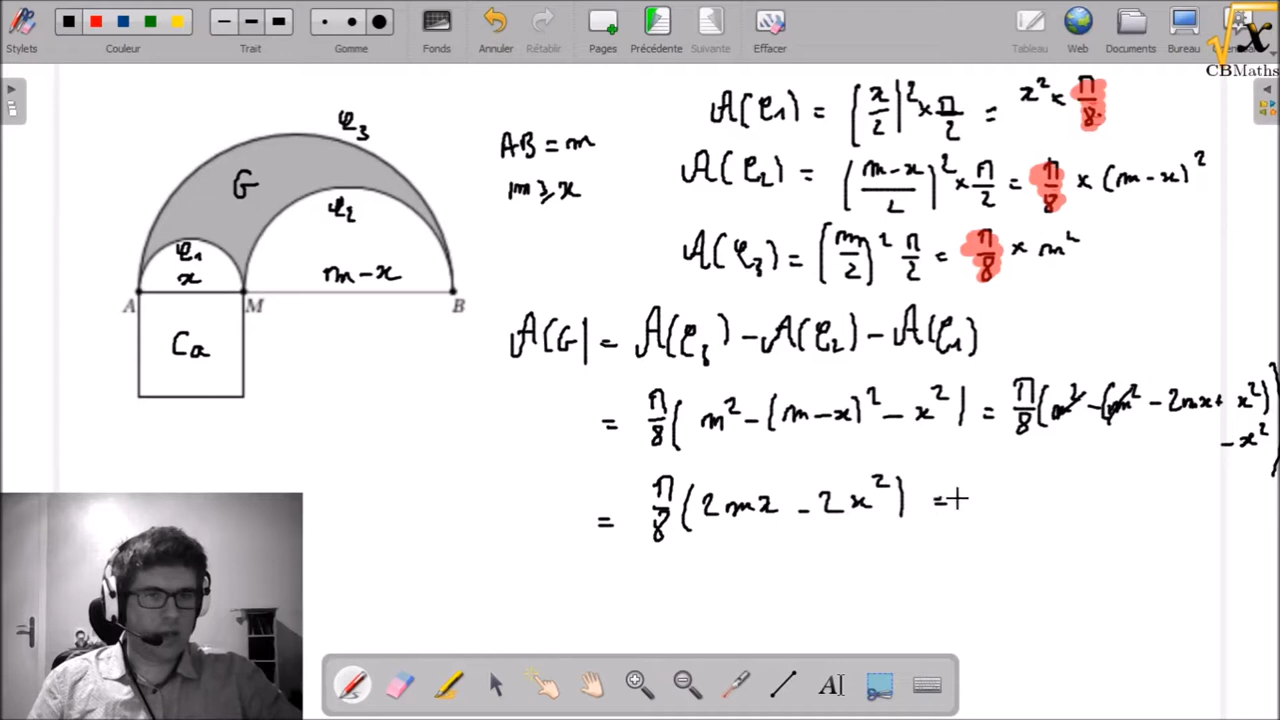 Stylets Couleur Trait Gomme Fonds Annuler Rétablir Pages Précédente Suivante Effacer Tableau Web Documents Bureau
CBMaths
𝒞3
G
𝒞2
𝒞1
x
m-x
A M B
Ca
AB = m
m ≥ x
𝒜(𝒞1) = (x/2)² × π/2 = x² × π/8
𝒜(𝒞2) = ((m-x)/2)² × π/2 = π/8 × (m-x)²
𝒜(𝒞3) = (m/2)² π/2 = π/8 × m²
𝒜(G) = 𝒜(𝒞3) - 𝒜(𝒞2) - 𝒜(𝒞1)
= π/8 ( m² - (m-x)² - x² ) = π/8 (m² - (m² - 2mx + x²)
- x² )
= π/8 (2mx - 2x²) =